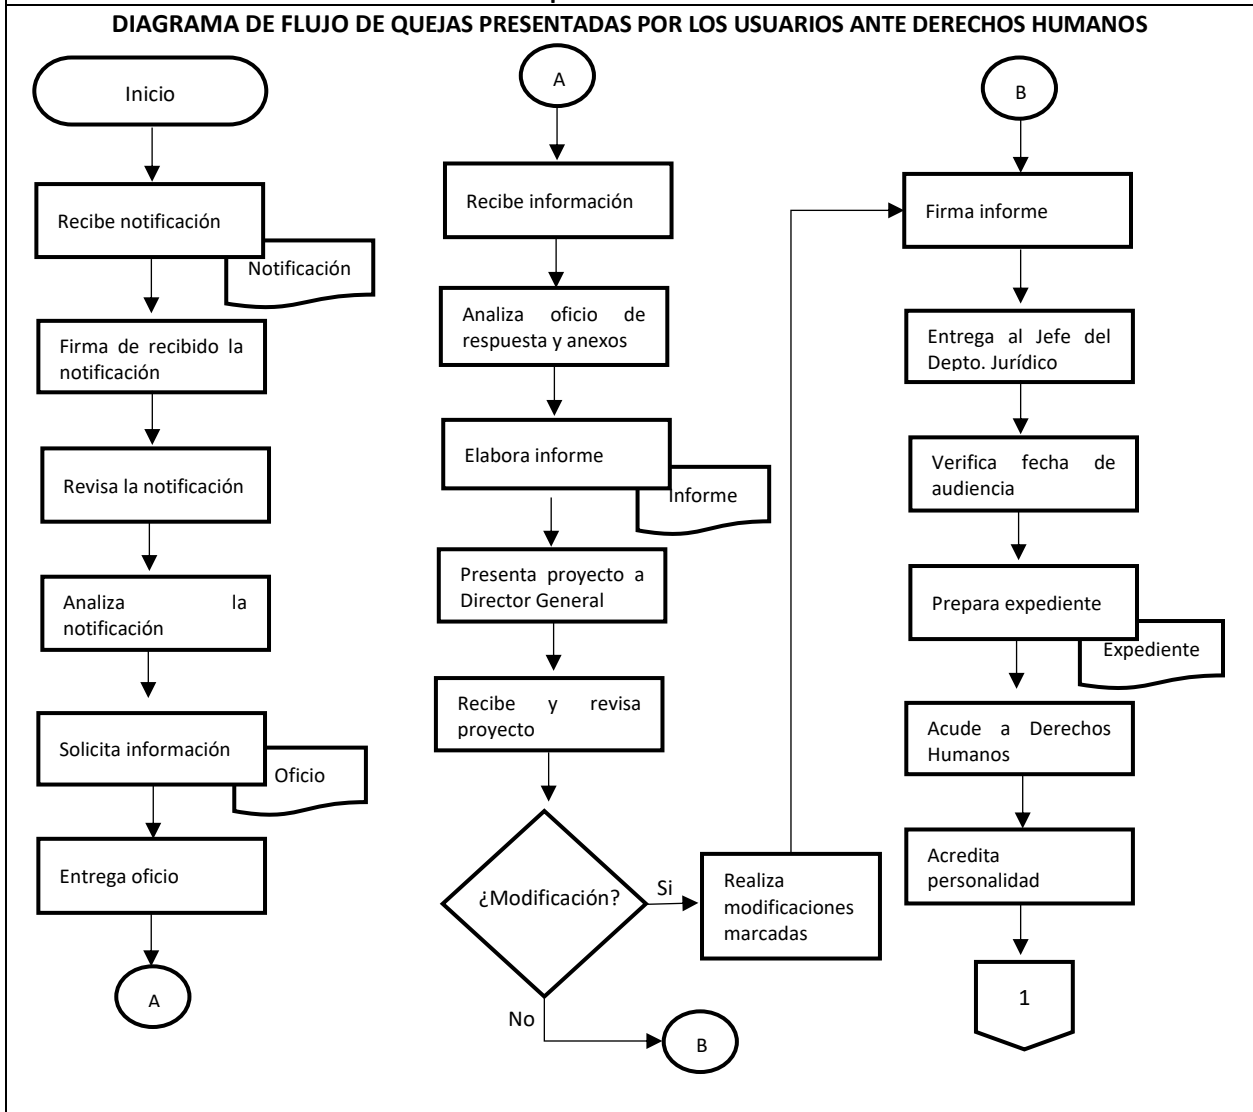 DIAGRAMA DE FLUJO DE QUEJAS PRESENTADAS POR LOS USUARIOS ANTE DERECHOS HUMANOS
Inicio
Recibe notificación
Notificación
Firma de recibido la
notificación
Revisa la notificación
Analiza la
notificación
Solicita información
Oficio
Entrega oficio
A
A
Recibe información
Analiza oficio de
respuesta y anexos
Elabora informe
Informe
Presenta proyecto a
Director General
Recibe y revisa
proyecto
¿Modificación?
Si
Realiza
modificaciones
marcadas
No
B
B
Firma informe
Entrega al Jefe del
Depto. Jurídico
Verifica fecha de
audiencia
Prepara expediente
Expediente
Acude a Derechos
Humanos
Acredita
personalidad
1